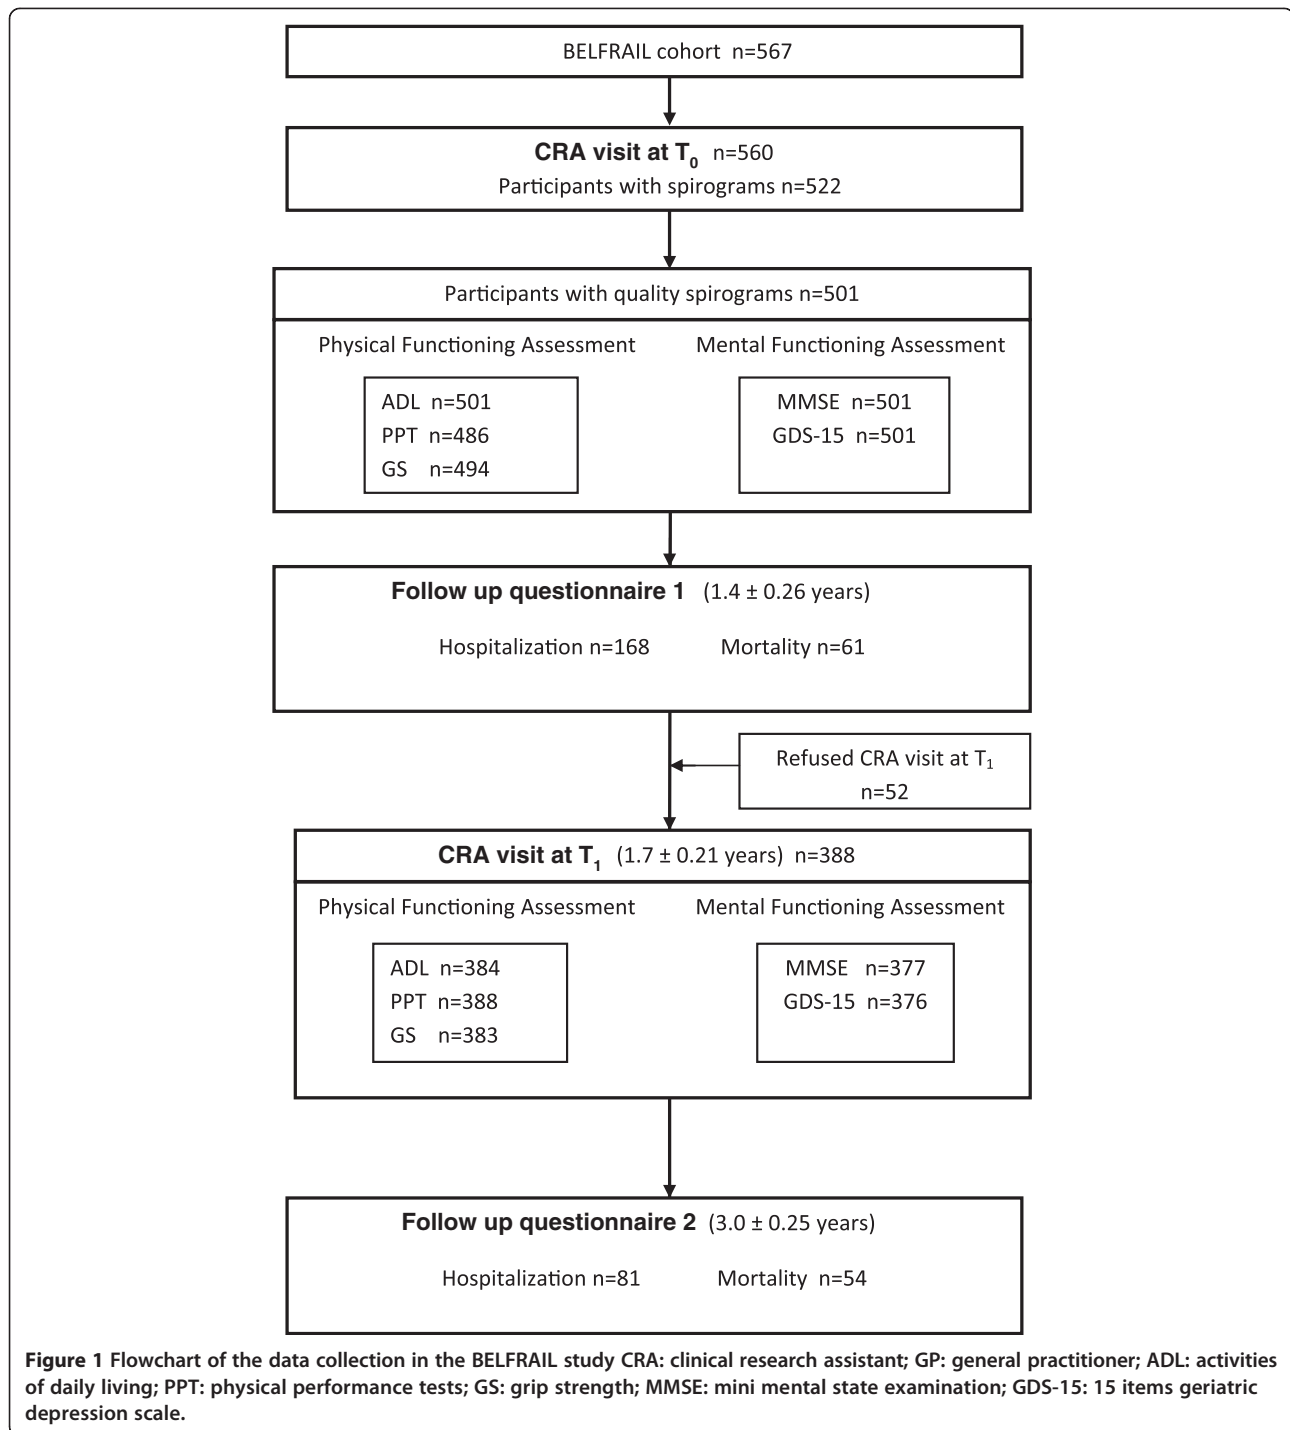 BELFRAIL cohort n=567
CRA visit at T0 n=560
Participants with spirograms n=522
Participants with quality spirograms n=501
Physical Functioning Assessment
ADL n=501
PPT n=486
GS n=494
Mental Functioning Assessment
MMSE n=501
GDS-15 n=501
Follow up questionnaire 1 (1.4 ± 0.26 years)
Hospitalization n=168 Mortality n=61
Refused CRA visit at T1
n=52
CRA visit at T1 (1.7 ± 0.21 years) n=388
Physical Functioning Assessment
ADL n=384
PPT n=388
GS n=383
Mental Functioning Assessment
MMSE n=377
GDS-15 n=376
Follow up questionnaire 2 (3.0 ± 0.25 years)
Hospitalization n=81 Mortality n=54
Figure 1 Flowchart of the data collection in the BELFRAIL study CRA: clinical research assistant; GP: general practitioner; ADL: activities
of daily living; PPT: physical performance tests; GS: grip strength; MMSE: mini mental state examination; GDS-15: 15 items geriatric
depression scale.